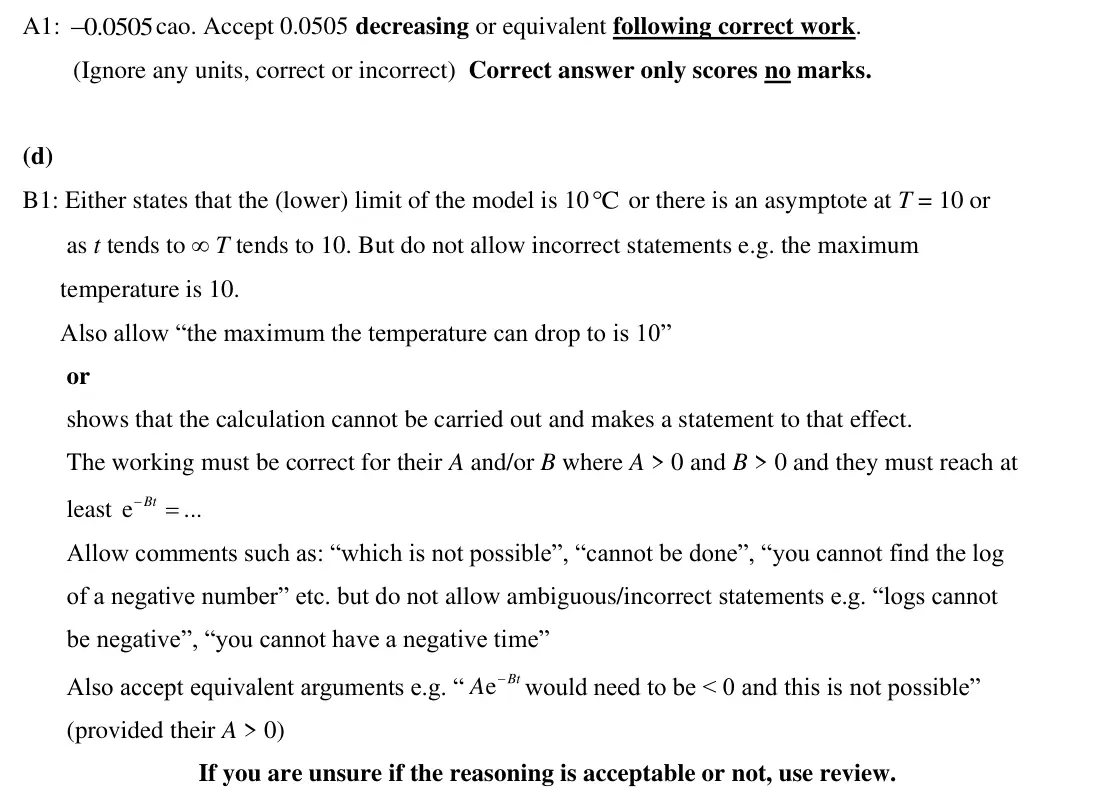 A1: –0.0505 cao. Accept 0.0505 decreasing or equivalent following correct work.
(Ignore any units, correct or incorrect) Correct answer only scores no marks.
(d)
B1: Either states that the (lower) limit of the model is 10 °C or there is an asymptote at T = 10 or
as t tends to ∞ T tends to 10. But do not allow incorrect statements e.g. the maximum
temperature is 10.
Also allow “the maximum the temperature can drop to is 10”
or
shows that the calculation cannot be carried out and makes a statement to that effect.
The working must be correct for their A and/or B where A > 0 and B > 0 and they must reach at
least e^{–Bt} = ...
Allow comments such as: “which is not possible”, “cannot be done”, “you cannot find the log
of a negative number” etc. but do not allow ambiguous/incorrect statements e.g. “logs cannot
be negative”, “you cannot have a negative time”
Also accept equivalent arguments e.g. “ Ae^{–Bt} would need to be < 0 and this is not possible”
(provided their A > 0)
If you are unsure if the reasoning is acceptable or not, use review.